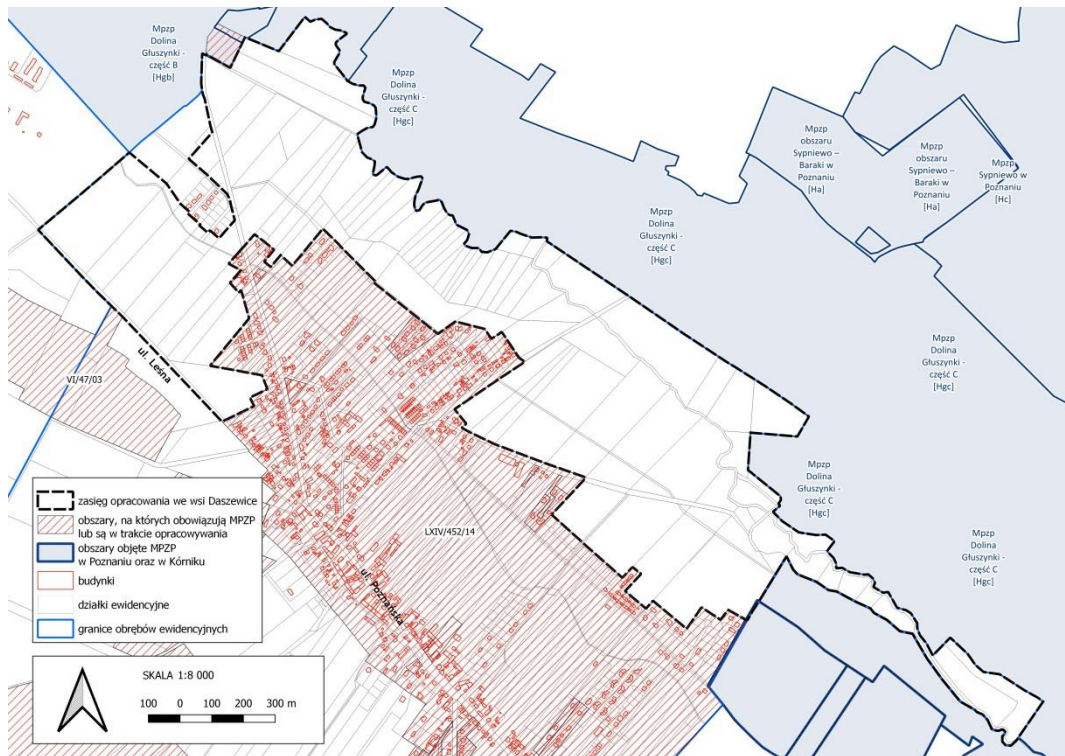 Mpzp
Dolina
Głuszynki -
część B
[Hgb]
Mpzp
Dolina
Głuszynki -
część C
[Hgc]
Mpzp
obszaru
Sypniewo –
Baraki w
Poznaniu
[Ha]
Mpzp
obszaru
Sypniewo –
Baraki w
Poznaniu
[Ha]
Mpzp
Sypniewo w
Poznaniu
[Hc]
Mpzp
Dolina
Głuszynki -
część C
[Hgc]
Mpzp
Dolina
Głuszynki -
część C
[Hgc]
ul. Leśna
VI/47/03
Mpzp
Dolina
Głuszynki -
część C
[Hgc]
Mpzp
Dolina
Głuszynki -
część C
[Hgc]
LXIV/452/14
ul. Poznańska
zasięg opracowania we wsi Daszewice
obszary, na których obowiązują MPZP
lub są w trakcie opracowywania
obszary objęte MPZP
w Poznaniu oraz w Kórniku
budynki
działki ewidencyjne
granice obrębów ewidencyjnych
SKALA 1:8 000
100 0 100 200 300 m